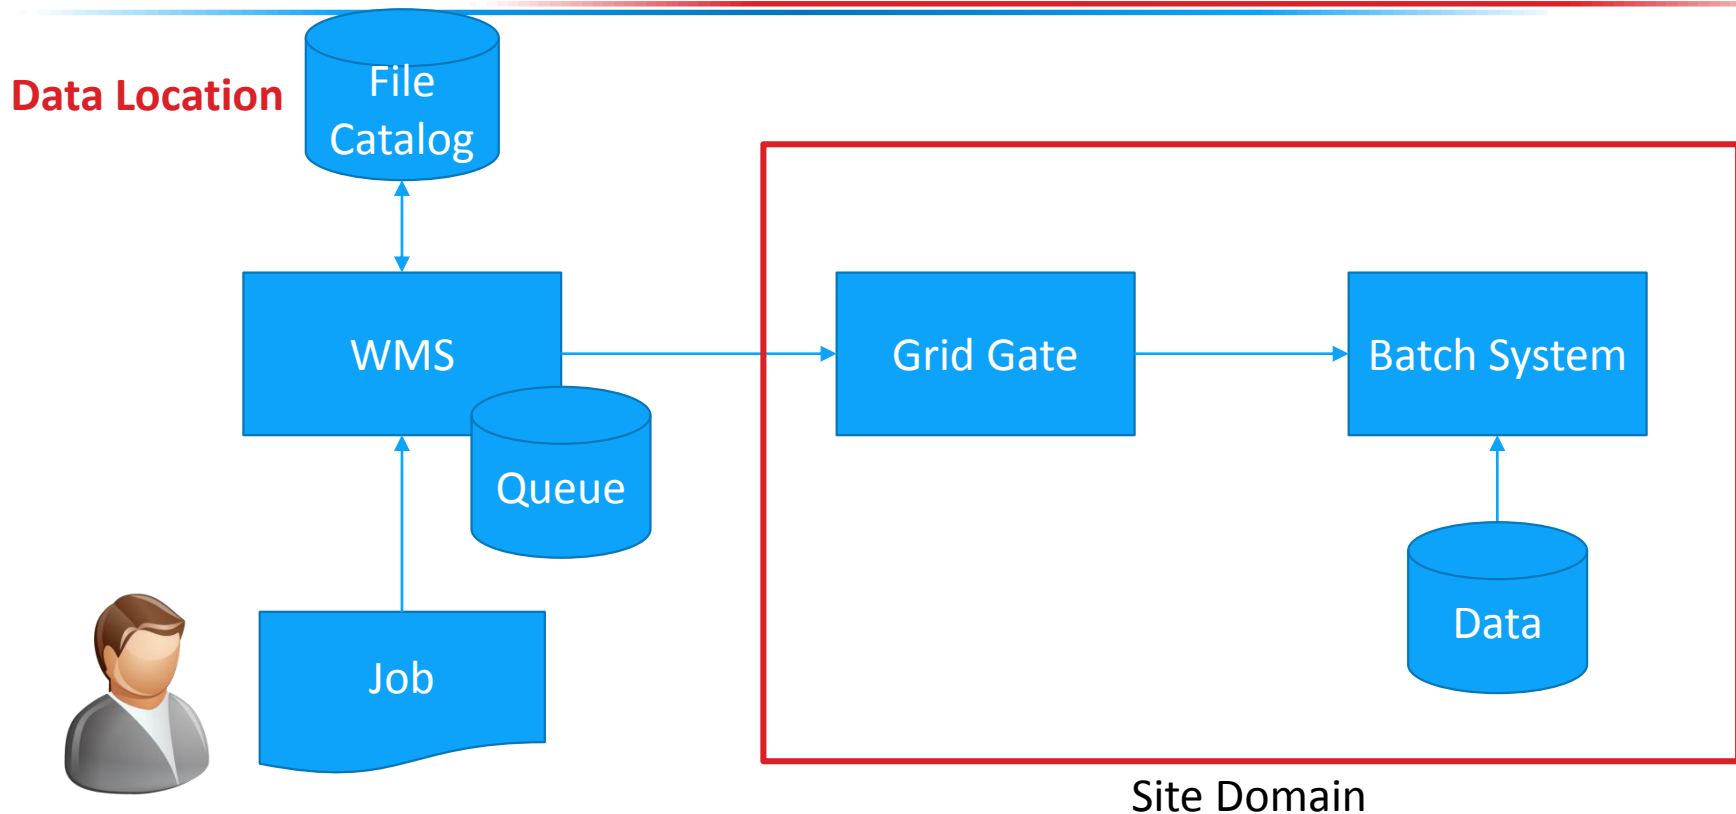 Data Location
File
Catalog
WMS
Grid Gate
Batch System
Queue
Data
Job
Site Domain